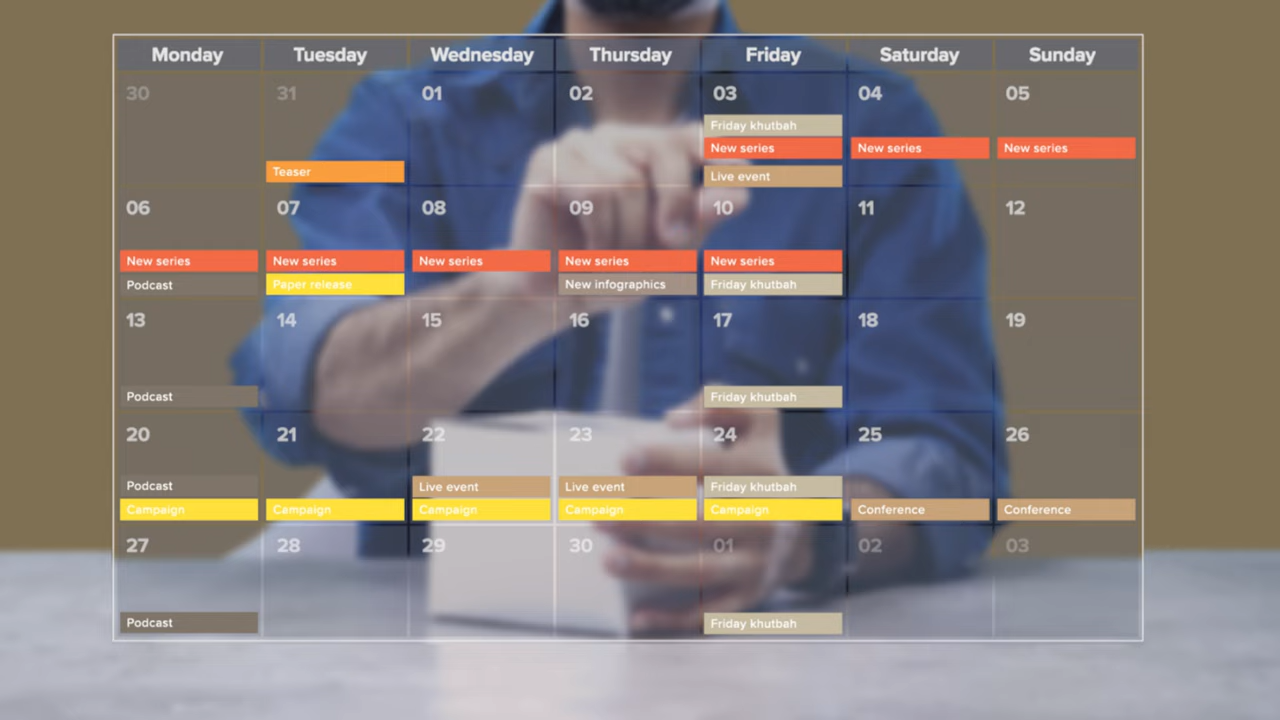 Monday Tuesday Wednesday Thursday Friday Saturday Sunday
30 31 01 02 03 04 05
Friday khutbah
New series New series New series
Teaser Live event
06 07 08 09 10 11 12
New series New series New series New series New series
Podcast Paper release New infographics Friday khutbah
13 14 15 16 17 18 19
Podcast Friday khutbah
20 21 22 23 24 25 26
Podcast Live event Live event Friday khutbah
Campaign Campaign Campaign Campaign Campaign Conference Conference
27 28 29 30 01 02 03
Podcast Friday khutbah